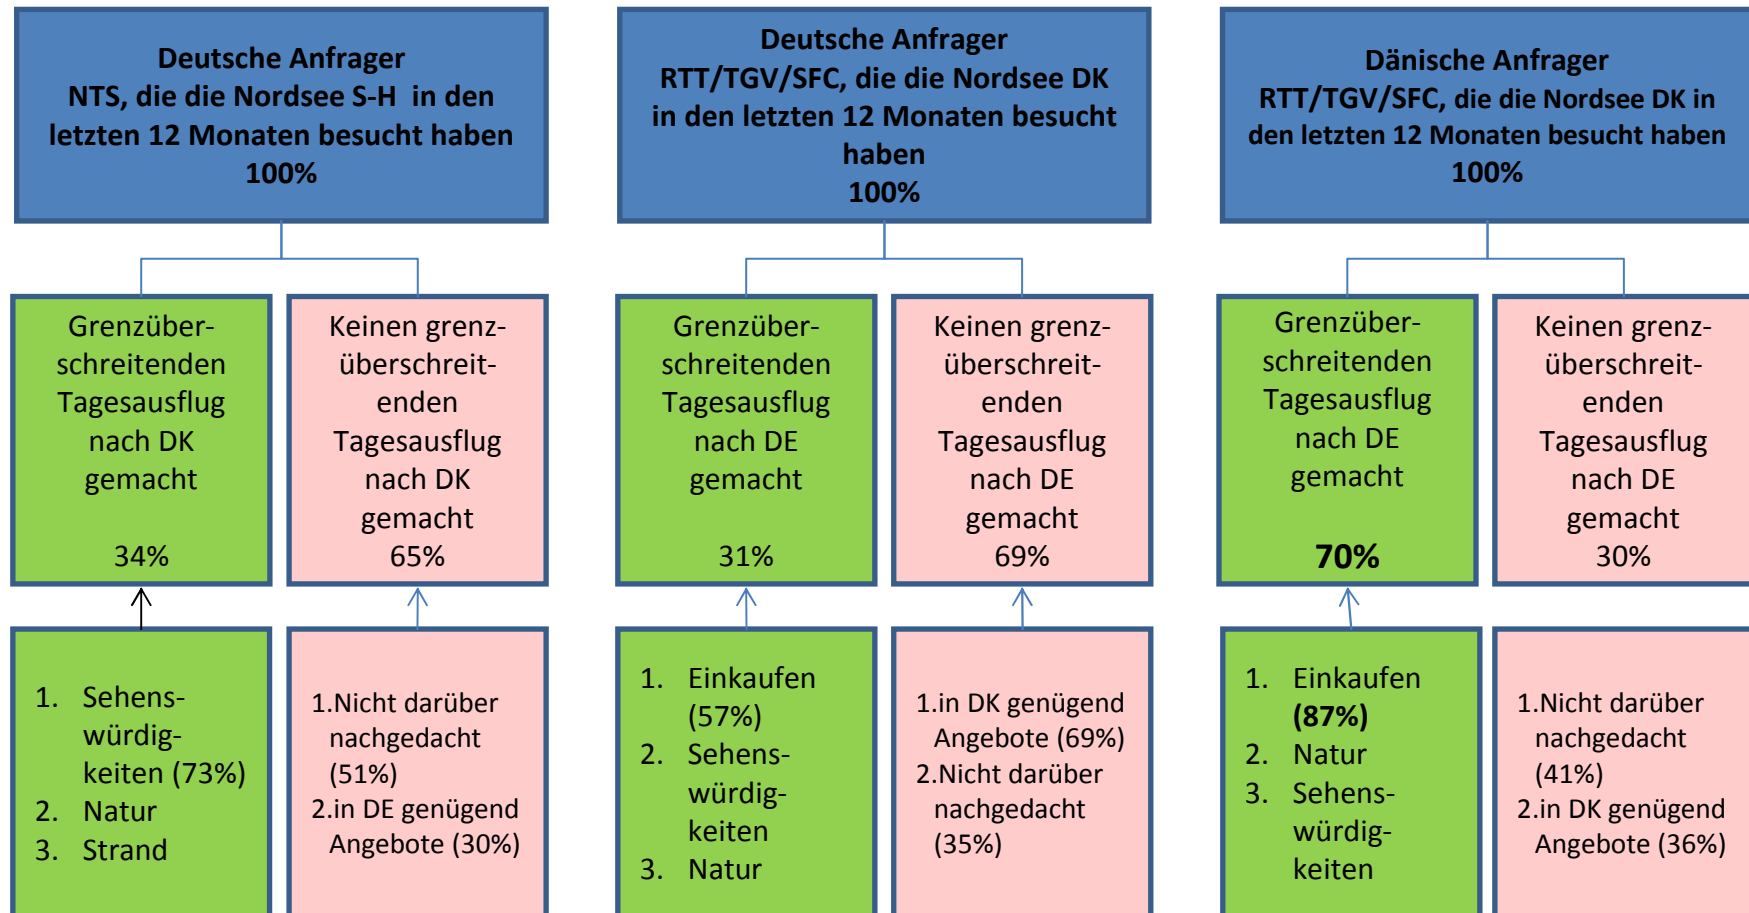 Deutsche Anfrager
NTS, die die Nordsee S-H in den
letzten 12 Monaten besucht haben
100%
Deutsche Anfrager
RTT/TGV/SFC, die die Nordsee DK
in den letzten 12 Monaten besucht
haben
100%
Dänische Anfrager
RTT/TGV/SFC, die die Nordsee DK in
den letzten 12 Monaten besucht haben
100%
Grenzüber-
schreitenden
Tagesausflug
nach DK
gemacht
34%
Keinen grenz-
überschreit-
enden
Tagesausflug
nach DK
gemacht
65%
Grenzüber-
schreitenden
Tagesausflug
nach DE
gemacht
31%
Keinen grenz-
überschreit-
enden
Tagesausflug
nach DE
gemacht
69%
Grenzüber-
schreitenden
Tagesausflug
nach DE
gemacht
70%
Keinen grenz-
überschreit-
enden
Tagesausflug
nach DE
gemacht
30%
1. Sehens-
würdig-
keiten (73%)
2. Natur
3. Strand
1.Nicht darüber
nachgedacht
(51%)
2.in DE genügend
Angebote (30%)
1. Einkaufen
(57%)
2. Sehens-
würdig-
keiten
3. Natur
1.in DK genügend
Angebote (69%)
2.Nicht darüber
nachgedacht
(35%)
1. Einkaufen
(87%)
2. Natur
3. Sehens-
würdig-
keiten
1.Nicht darüber
nachgedacht
(41%)
2.in DK genügend
Angebote (36%)